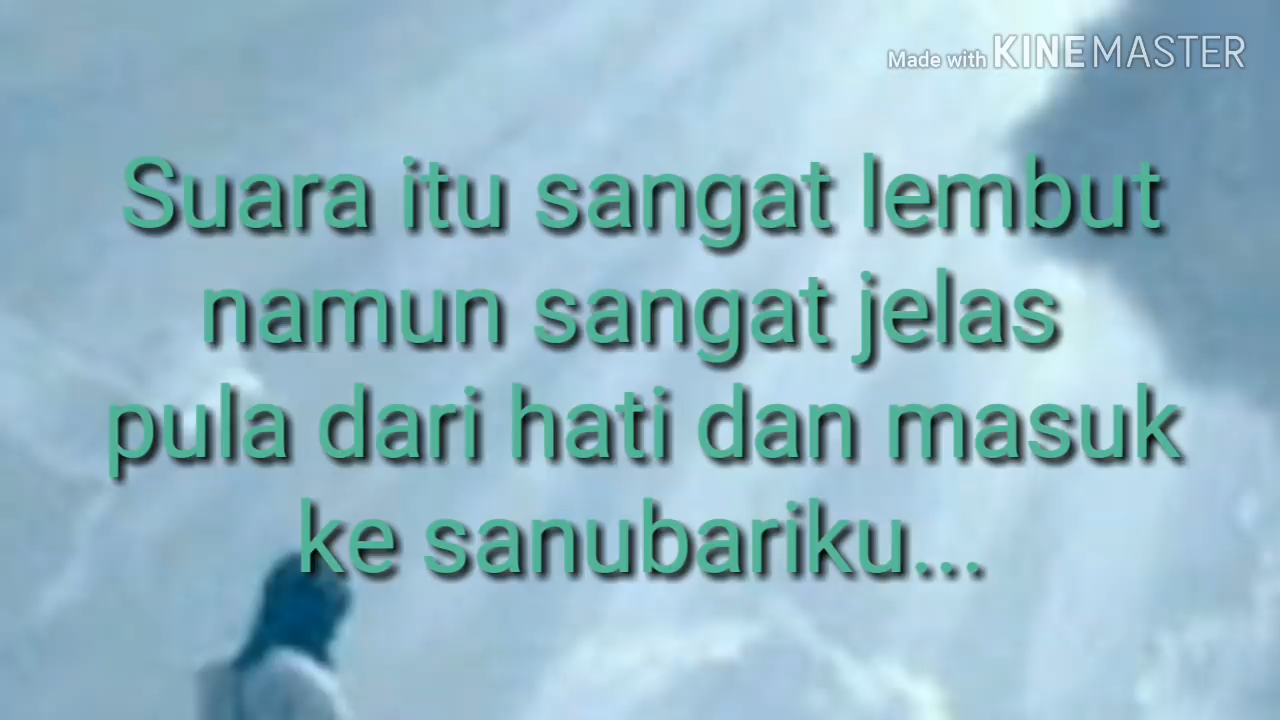 Made with KINEMASTER
Suara itu sangat lembut
namun sangat jelas
pula dari hati dan masuk
ke sanubariku...